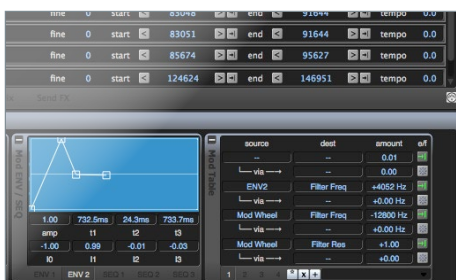 fine 0 start < 83048 > end < 91644 > tempo 0.0
fine 0 start < 83051 > end < 91644 > tempo 0.0
fine 0 start < 85674 > end < 95627 > tempo 0.0
fine 0 start < 124624 > end < 146951 > tempo 0.0
Send FX
Mod ENV / SEQ
1.00 732.5ms 24.3ms 733.7ms
amp t1 t2 t3
-1.00 0.99 -0.01 -0.03
l0 l1 l2 l3
ENV 1 ENV 2 SEQ 1 SEQ 2 SEQ 3
Mod Table
source dest amount e/f
-- -- 0.01
via -- 0.00
ENV2 Filter Freq +4052 Hz
via -- +0.00 Hz
Mod Wheel Filter Freq -12800 Hz
via -- +0.00 Hz
Mod Wheel Filter Res +1.00
via -- +0.00
1 2 3 4 x +